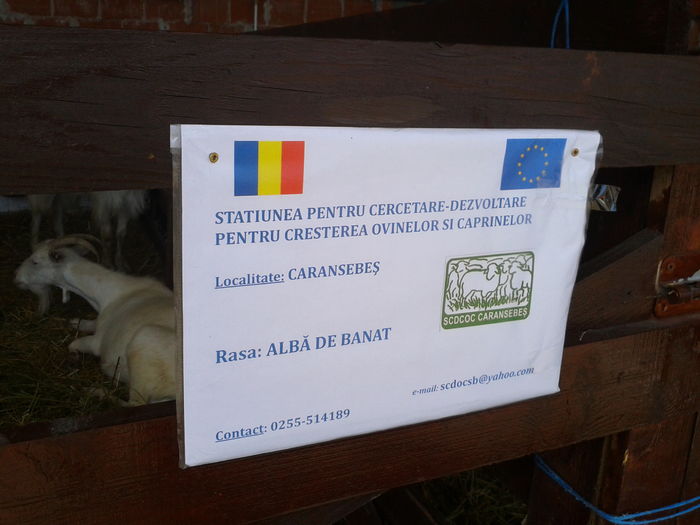 STATIUNEA PENTRU CERCETARE-DEZVOLTARE
PENTRU CRESTEREA OVINELOR SI CAPRINELOR
Localitate: CARANSEBEŞ
SCDCOC CARANSEBEŞ
Rasa: ALBĂ DE BANAT
e-mail: scdocsb@yahoo.com
Contact: 0255-514189